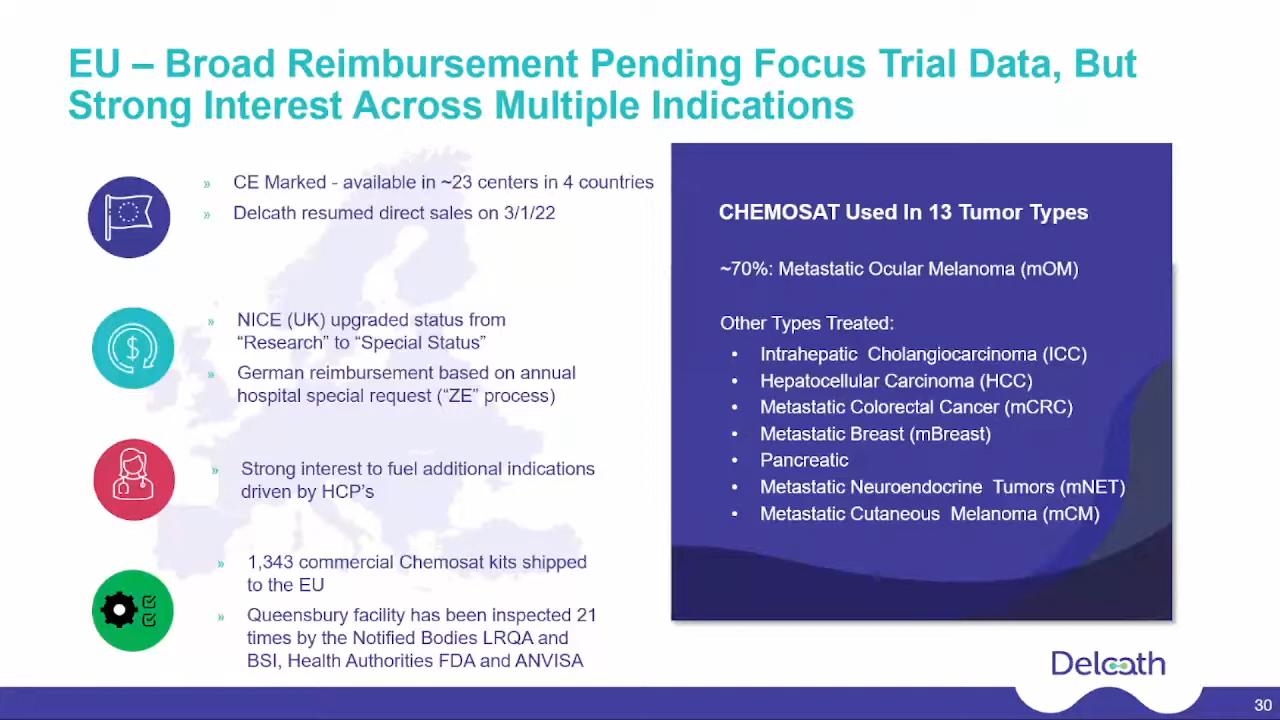 EU – Broad Reimbursement Pending Focus Trial Data, But
Strong Interest Across Multiple Indications
» CE Marked - available in ~23 centers in 4 countries
» Delcath resumed direct sales on 3/1/22
» NICE (UK) upgraded status from
“Research” to “Special Status”
» German reimbursement based on annual
hospital special request (“ZE” process)
» Strong interest to fuel additional indications
driven by HCP’s
» 1,343 commercial Chemosat kits shipped
to the EU
» Queensbury facility has been inspected 21
times by the Notified Bodies LRQA and
BSI, Health Authorities FDA and ANVISA
CHEMOSAT Used In 13 Tumor Types
~70%: Metastatic Ocular Melanoma (mOM)
Other Types Treated:
• Intrahepatic Cholangiocarcinoma (ICC)
• Hepatocellular Carcinoma (HCC)
• Metastatic Colorectal Cancer (mCRC)
• Metastatic Breast (mBreast)
• Pancreatic
• Metastatic Neuroendocrine Tumors (mNET)
• Metastatic Cutaneous Melanoma (mCM)
Delcath
30